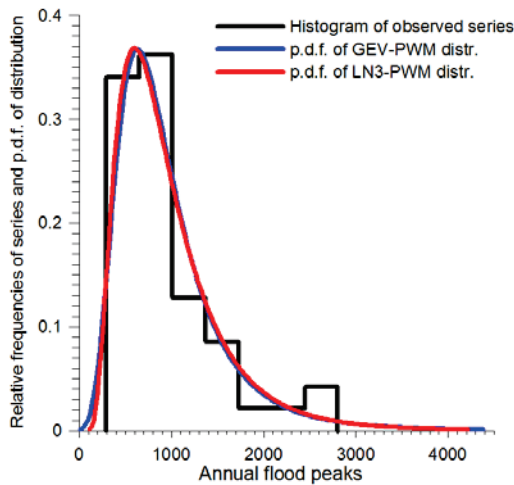 Histogram of observed series
p.d.f. of GEV-PWM distr.
p.d.f. of LN3-PWM distr.
Relative frequencies of series and p.d.f. of distribution
0.4
0.3
0.2
0.1
0
0 1000 2000 3000 4000
Annual flood peaks